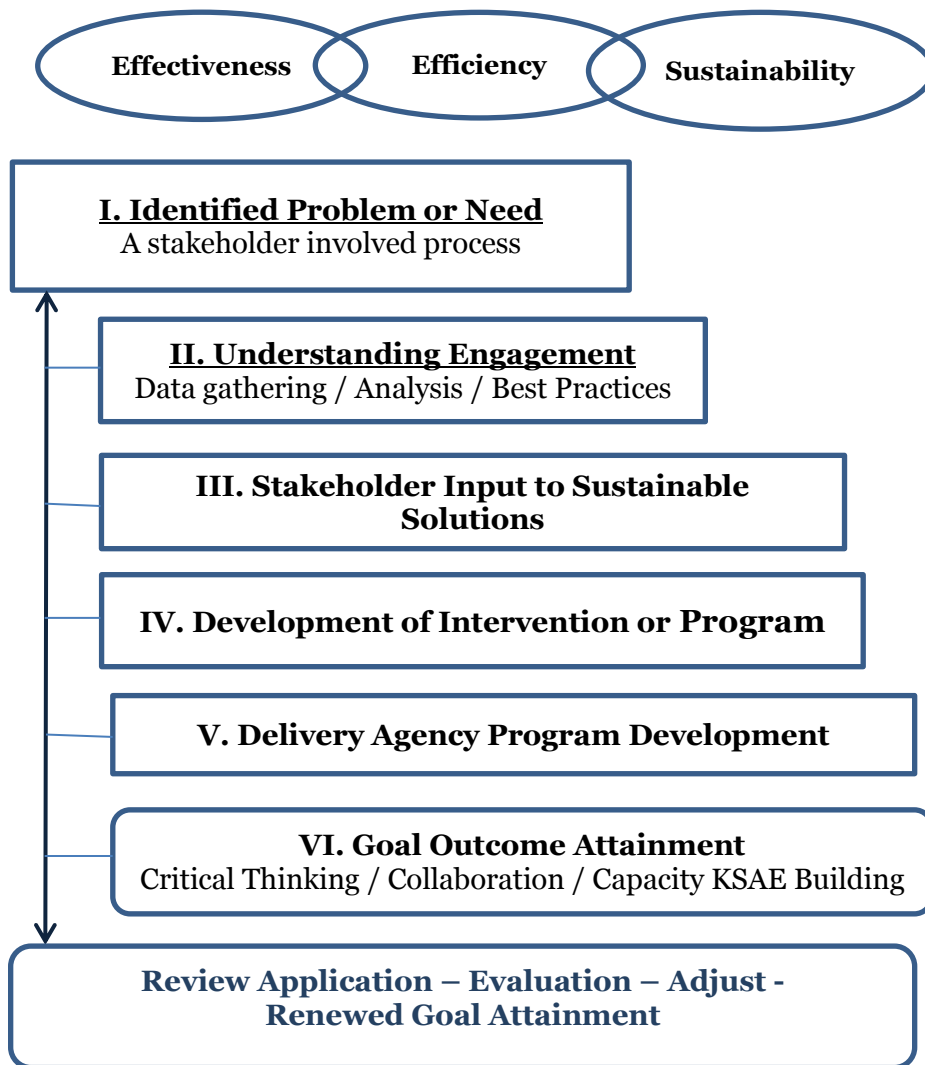 Effectiveness
Efficiency
Sustainability
I. Identified Problem or Need
A stakeholder involved process
II. Understanding Engagement
Data gathering / Analysis / Best Practices
III. Stakeholder Input to Sustainable
Solutions
IV. Development of Intervention or Program
V. Delivery Agency Program Development
VI. Goal Outcome Attainment
Critical Thinking / Collaboration / Capacity KSAE Building
Review Application – Evaluation – Adjust -
Renewed Goal Attainment